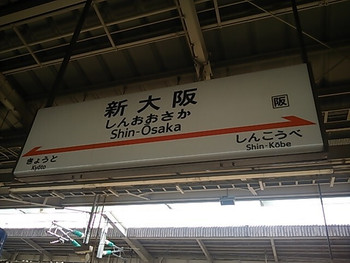 新大阪
しんおおさか
Shin-Ōsaka
阪
きょうと
Kyōto
しんこうべ
Shin-Kōbe